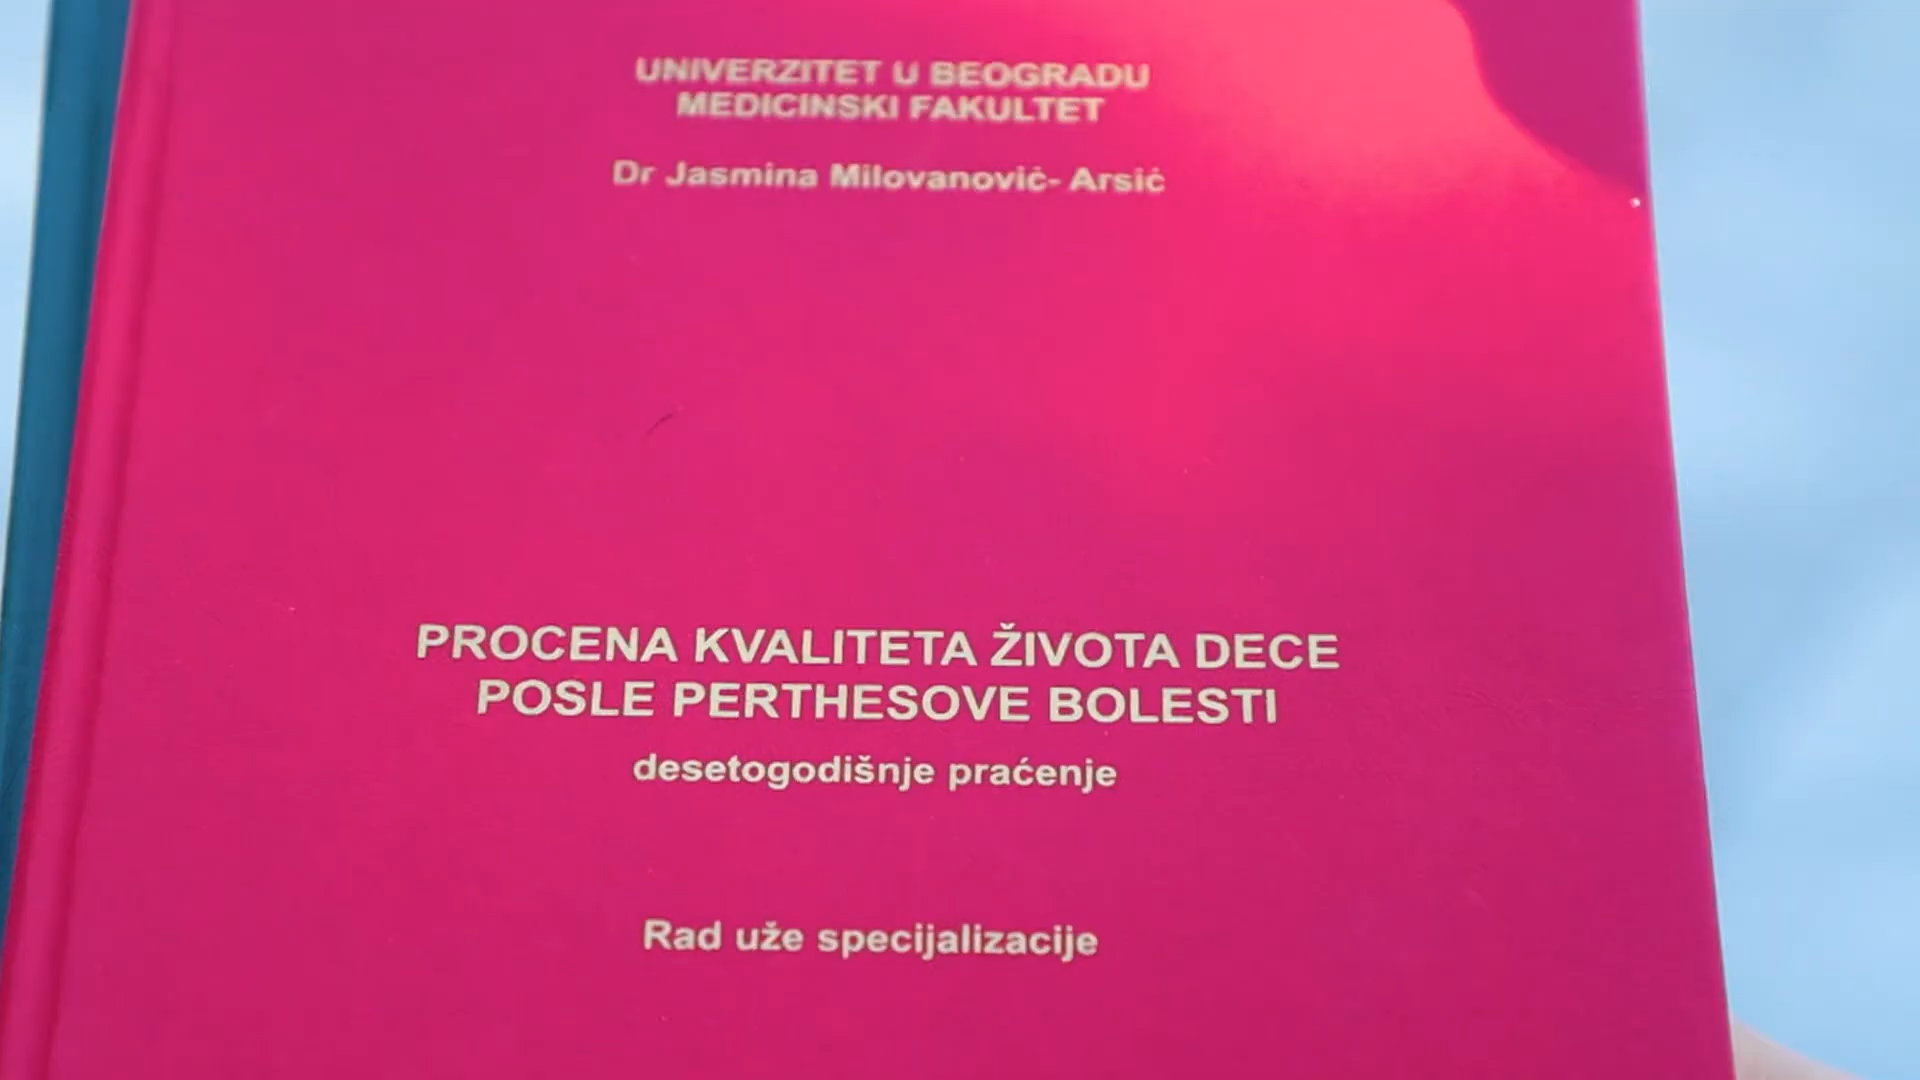 UNIVERZITET U BEOGRADU
MEDICINSKI FAKULTET
Dr Jasmina Milovanović- Arsić
PROCENA KVALITETA ŽIVOTA DECE
POSLE PERTHESOVE BOLESTI
desetogodišnje praćenje
Rad uže specijalizacije